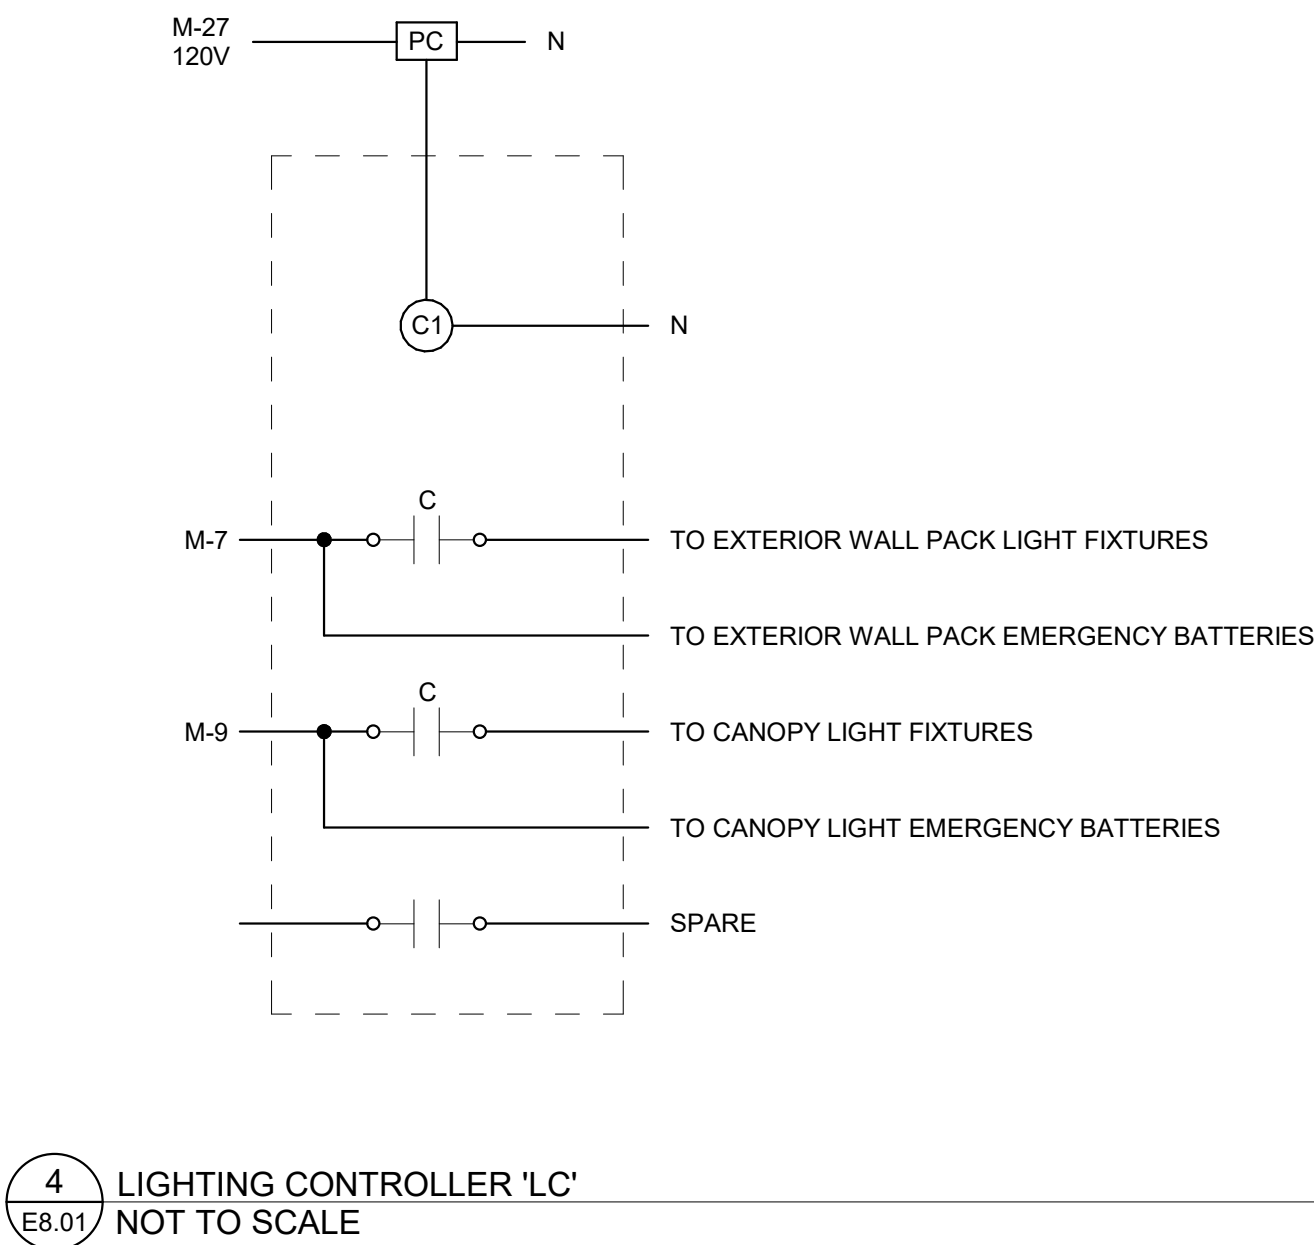 M-27
120V
PC
N
C1
N
C
M-7
TO EXTERIOR WALL PACK LIGHT FIXTURES
TO EXTERIOR WALL PACK EMERGENCY BATTERIES
C
M-9
TO CANOPY LIGHT FIXTURES
TO CANOPY LIGHT EMERGENCY BATTERIES
SPARE
4
E8.01
LIGHTING CONTROLLER 'LC'
NOT TO SCALE